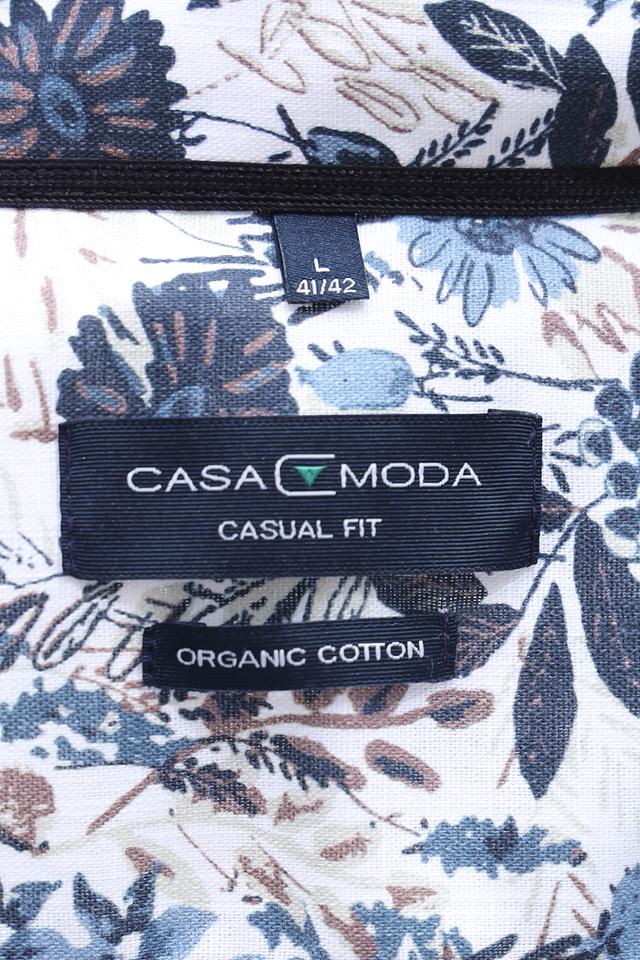 L
41/42
CASA MODA
CASUAL FIT
ORGANIC COTTON